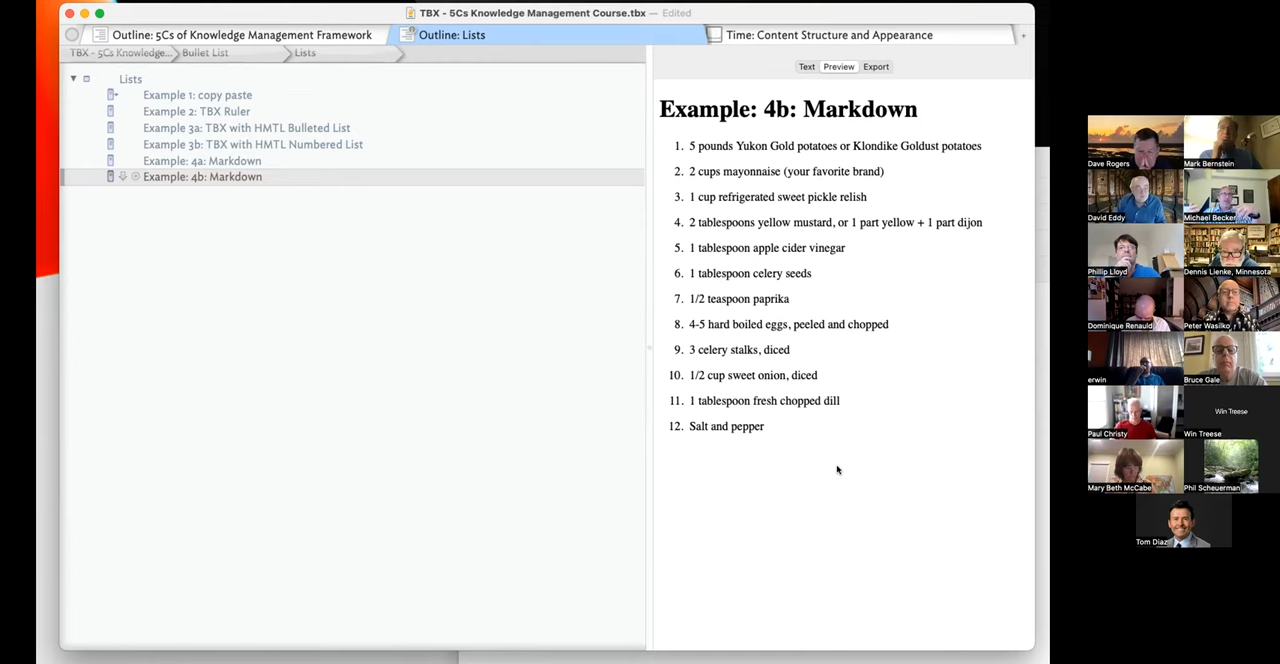 TBX - 5Cs Knowledge Management Course.tbx — Edited
Outline: 5Cs of Knowledge Management Framework
Outline: Lists
Time: Content Structure and Appearance
+
TBX - 5Cs Knowledge... Bullet List Lists
Lists
Example 1: copy paste
Example 2: TBX Ruler
Example 3a: TBX with HMTL Bulleted List
Example 3b: TBX with HMTL Numbered List
Example: 4a: Markdown
Example: 4b: Markdown
Text Preview Export
Example: 4b: Markdown
1. 5 pounds Yukon Gold potatoes or Klondike Goldust potatoes
2. 2 cups mayonnaise (your favorite brand)
3. 1 cup refrigerated sweet pickle relish
4. 2 tablespoons yellow mustard, or 1 part yellow + 1 part dijon
5. 1 tablespoon apple cider vinegar
6. 1 tablespoon celery seeds
7. 1/2 teaspoon paprika
8. 4-5 hard boiled eggs, peeled and chopped
9. 3 celery stalks, diced
10. 1/2 cup sweet onion, diced
11. 1 tablespoon fresh chopped dill
12. Salt and pepper
Dave Rogers
Mark Bernstein
David Eddy
Michael Becker
Phillip Lloyd
Dennis Lienke, Minnesota
Dominique Renauld
Peter Wasilko
erwin
Bruce Gale
Paul Christy
Win Treese
Win Treese
Mary Beth McCabe
Phil Scheuerman
Tom Diaz